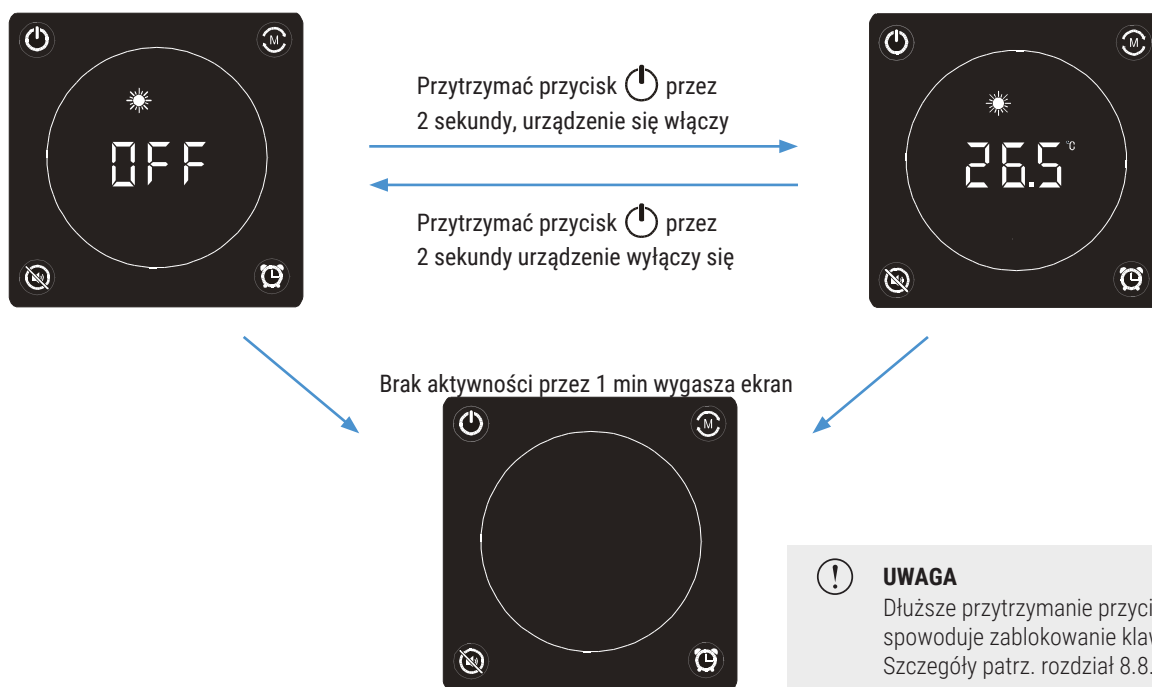 M
OFF
Przytrzymać przycisk przez
2 sekundy, urządzenie się włączy
Przytrzymać przycisk przez
2 sekundy urządzenie wyłączy się
M
26.5 °C
Brak aktywności przez 1 min wygasza ekran
M
UWAGA
Dłuższe przytrzymanie
spowoduje zablokowanie
Szczegóły patrz. rozdział 8.8.